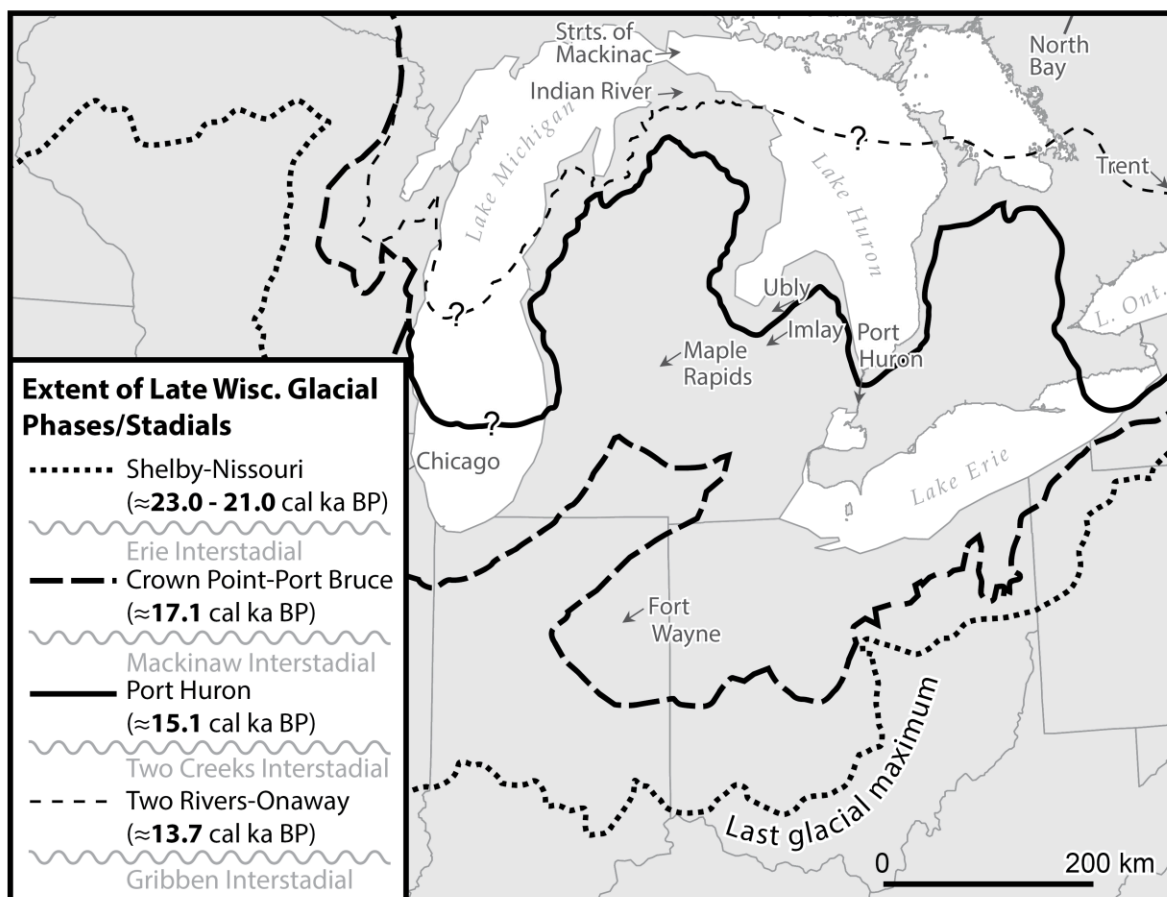 Strts. of
Mackinac
North
Bay
Indian River
Lake Michigan
?
Trent
Lake Huron
Ubly
L. Ont.
?
Imlay
Port
Huron
Maple
Rapids
?
Chicago
Lake Erie
Fort
Wayne
Last glacial maximum
0 200 km
Extent of Late Wisc. Glacial
Phases/Stadials
Shelby-Nissouri
(≈23.0 - 21.0 cal ka BP)
Erie Interstadial
Crown Point-Port Bruce
(≈17.1 cal ka BP)
Mackinaw Interstadial
Port Huron
(≈15.1 cal ka BP)
Two Creeks Interstadial
Two Rivers-Onaway
(≈13.7 cal ka BP)
Gribben Interstadial